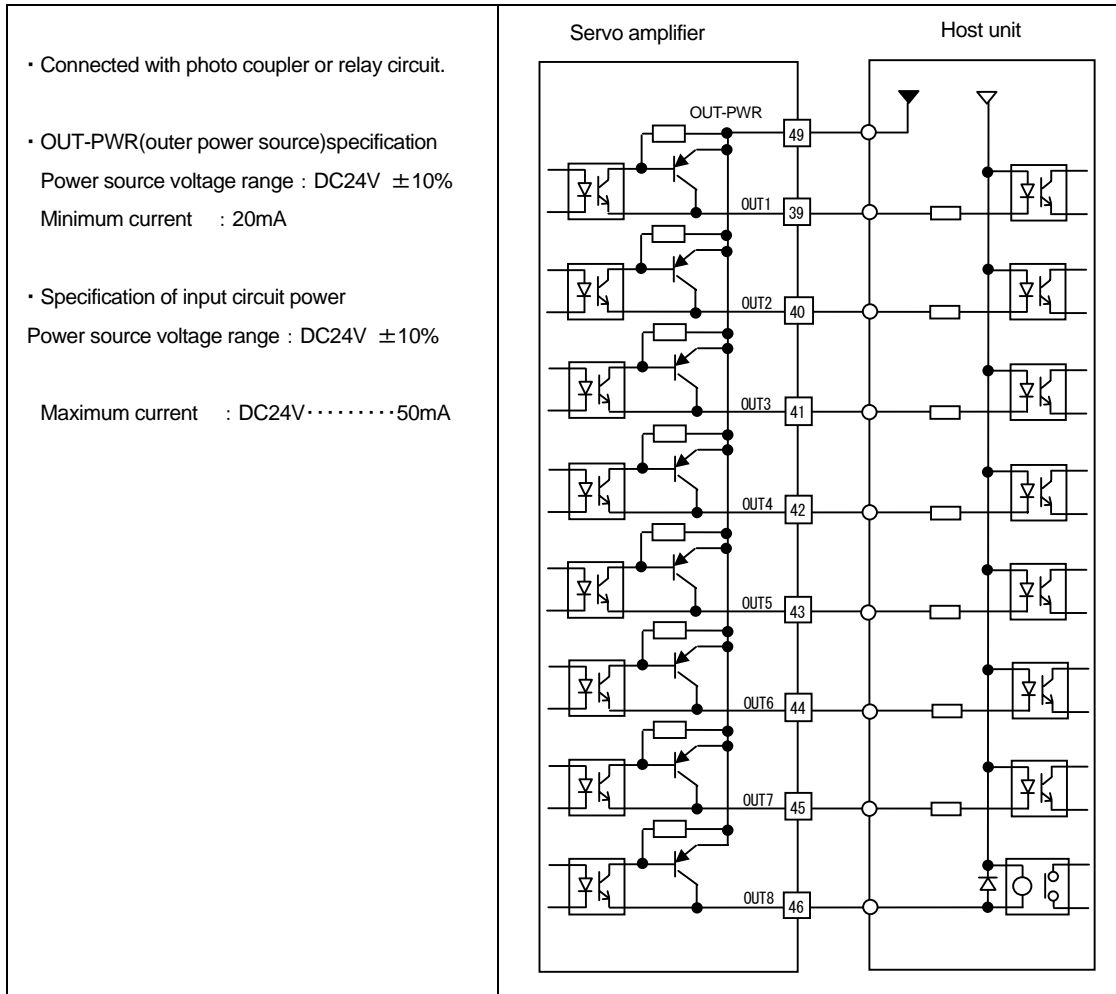 ・Connected with photo coupler or relay circuit.
・OUT-PWR(outer power source)specification
Power source voltage range : DC24V ±10%
Minimum current : 20mA
・Specification of input circuit power
Power source voltage range : DC24V ±10%
Maximum current : DC24V・・・・・・・・・50mA
Servo amplifier
Host unit
OUT-PWR
49
OUT1
39
OUT2
40
OUT3
41
OUT4
42
OUT5
43
OUT6
44
OUT7
45
OUT8
46